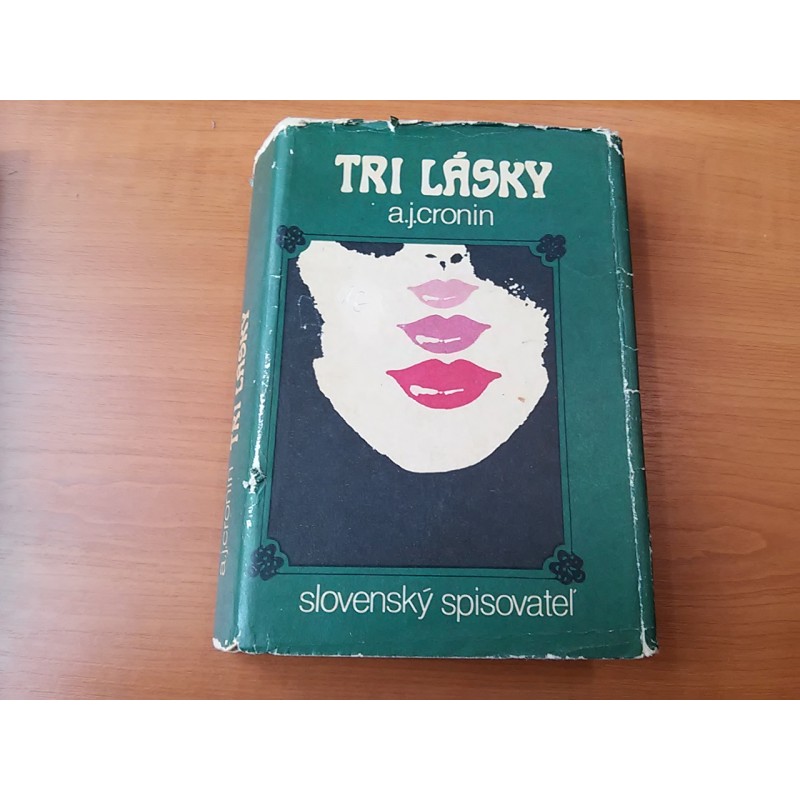 TRI LÁSKY
a.j.cronin
slovenský spisovateľ
a.j.cronin TRI LÁSKY